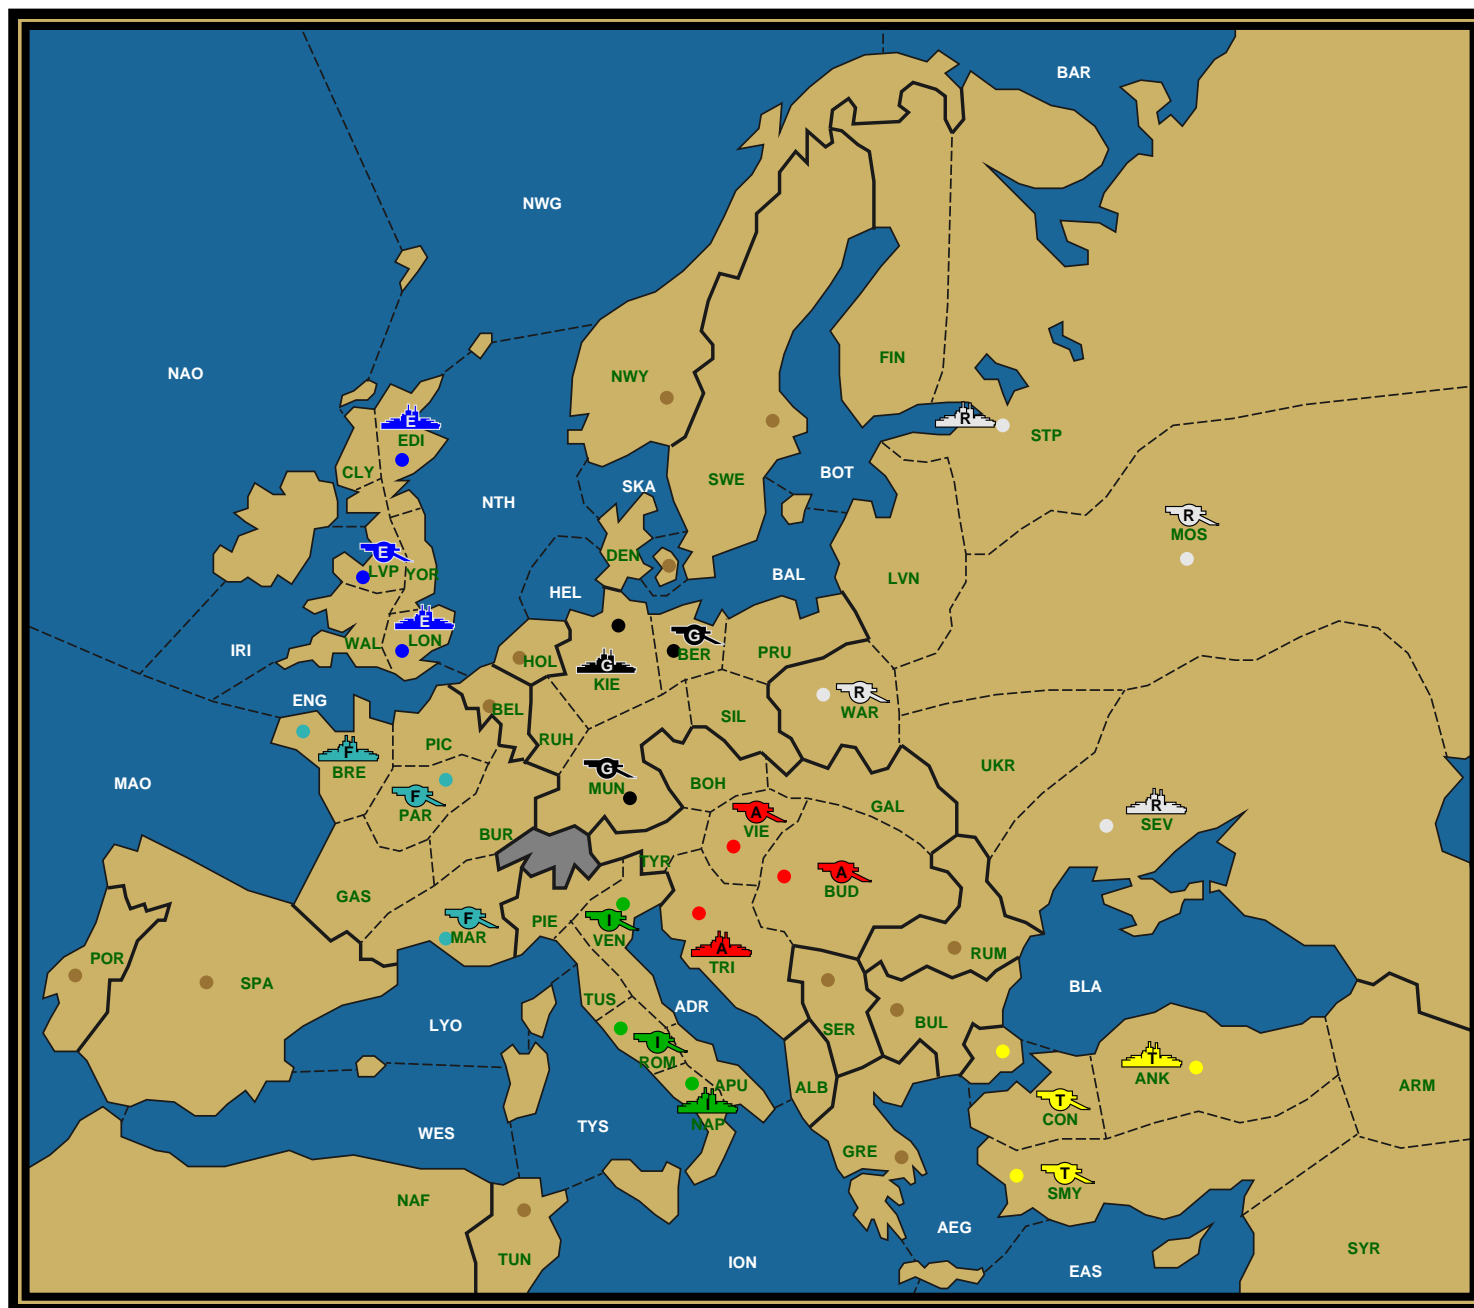 BAR
NWG
NAO
FIN
NWY
E
EDI
R
STP
CLY
BOT
SWE
SKA
NTH
R
MOS
E
LVP
YOR
DEN
BAL
LVN
HEL
E
LON
WAL
IRI
G
BER
PRU
HOL
G
KIE
R
WAR
ENG
BEL
SIL
F
BRE
PIC
RUH
UKR
G
MUN
BOH
MAO
F
PAR
GAL
A
VIE
R
SEV
BUR
TYR
A
BUD
GAS
F
MAR
PIE
I
VEN
A
TRI
POR
SPA
RUM
BLA
TUS
ADR
LYO
SER
BUL
I
ROM
T
ANK
APU
ALB
ARM
I
NAP
T
CON
WES
TYS
GRE
T
SMY
NAF
AEG
SYR
TUN
ION
EAS